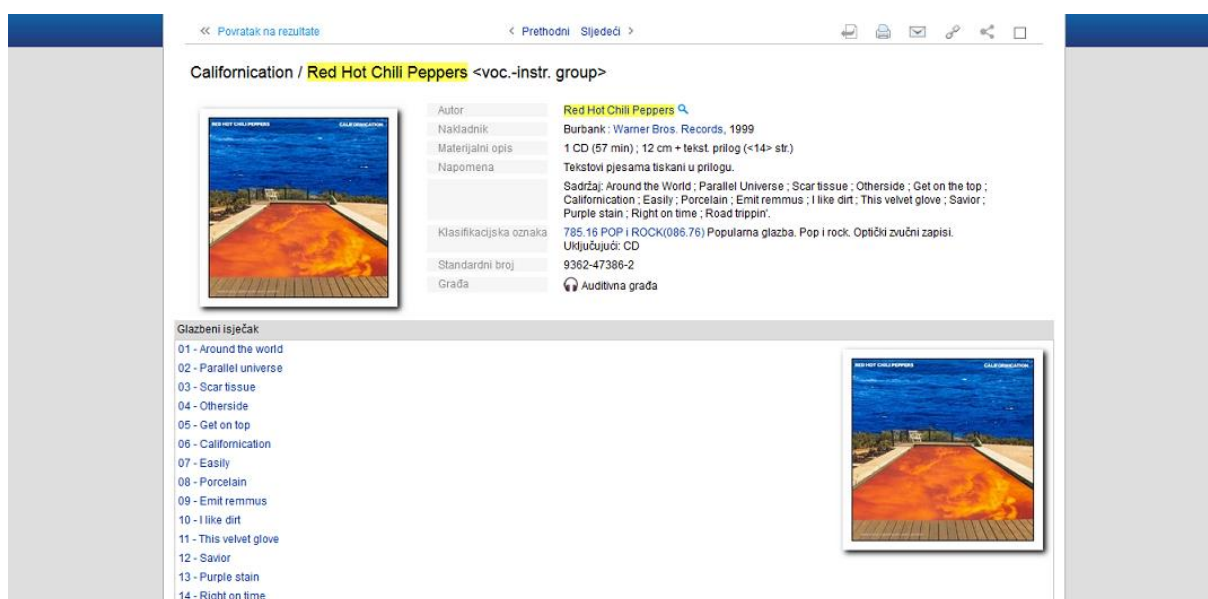 Povratak na rezultate
Prethodni Sljedeći
Californication / Red Hot Chili Peppers <voc.-instr. group>
RED HOT CHILI PEPPERS CALIFORNICATION
Autor Red Hot Chili Peppers
Nakladnik Burbank : Warner Bros. Records, 1999
Materijalni opis 1 CD (57 min) ; 12 cm + tekst. prilog (<14> str.)
Napomena Tekstovi pjesama tiskani u prilogu.
Sadržaj: Around the World ; Parallel Universe ; Scar tissue ; Otherside ; Get on the top ;
Californication ; Easily ; Porcelain ; Emit remmus ; I like dirt ; This velvet glove ; Savior ;
Purple stain ; Right on time ; Road trippin'.
Klasifikacijska oznaka 785.16 POP i ROCK(086.76) Popularna glazba. Pop i rock. Optički zvučni zapisi.
Uključujući: CD
Standardni broj 9362-47386-2
Građa Auditivna građa
Glazbeni isječak
01 - Around the world
02 - Parallel universe
03 - Scar tissue
04 - Otherside
05 - Get on top
06 - Californication
07 - Easily
08 - Porcelain
09 - Emit remmus
10 - I like dirt
11 - This velvet glove
12 - Savior
13 - Purple stain
14 - Right on time
RED HOT CHILI PEPPERS CALIFORNICATION